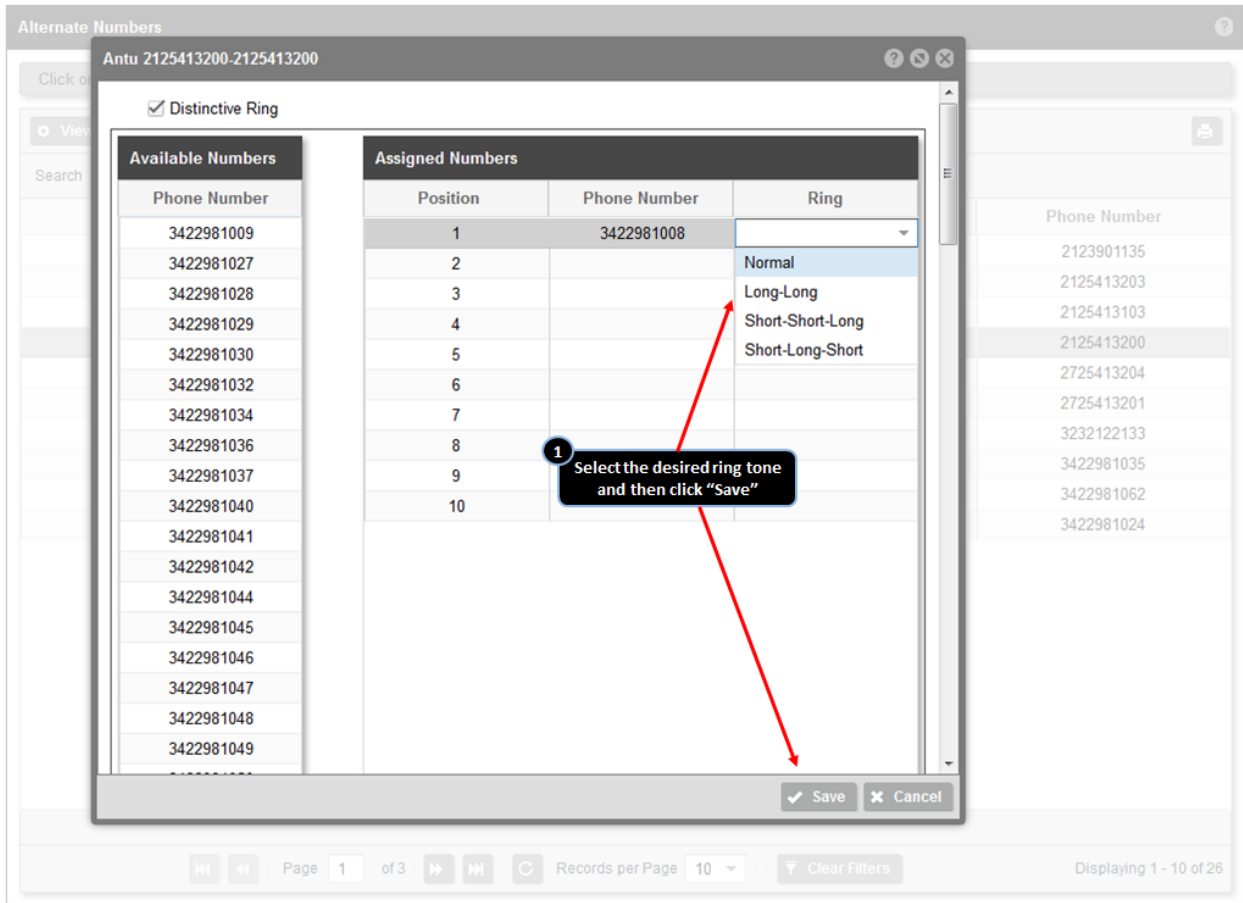 Alternate Numbers
Antu 2125413200-2125413200
Click o
Distinctive Ring
View
Search
Available Numbers
Phone Number
3422981009
3422981027
3422981028
3422981029
3422981030
3422981032
3422981034
3422981036
3422981037
3422981040
3422981041
3422981042
3422981044
3422981045
3422981046
3422981047
3422981048
3422981049
Assigned Numbers
Position Phone Number Ring
1 3422981008
2
3
4
5
6
7
8
9
10
Normal
Long-Long
Short-Short-Long
Short-Long-Short
1
Select the desired ring tone
and then click “Save”
Save Cancel
Phone Number
2123901135
2125413203
2125413103
2125413200
2725413204
2725413201
3232122133
3422981035
3422981062
3422981024
Page 1 of 3 Records per Page 10 Clear Filters Displaying 1 - 10 of 26